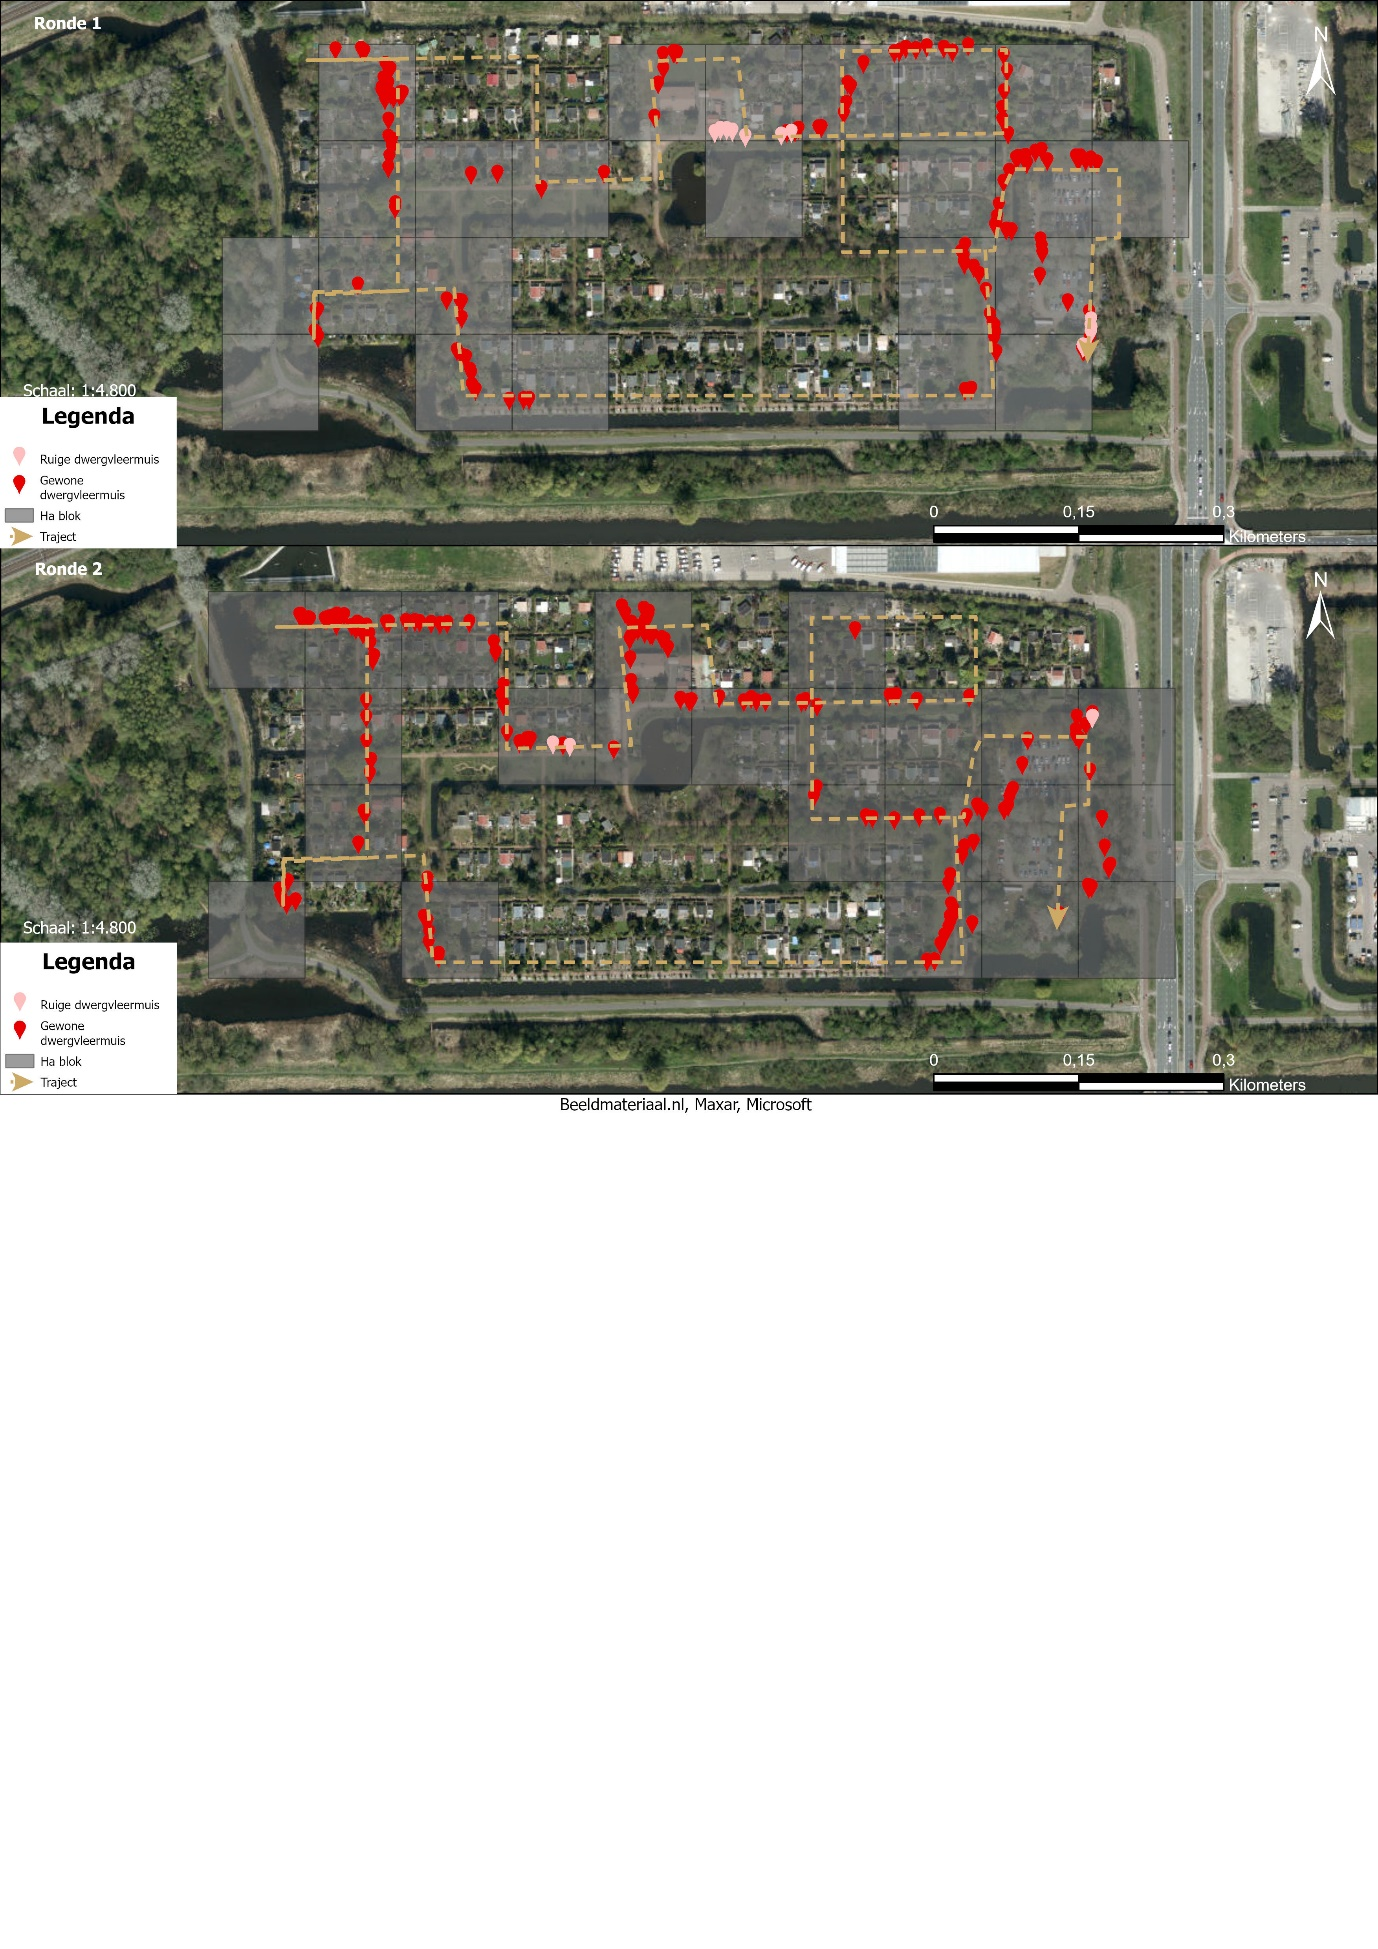 Ronde 1
N
Schaal: 1:4.800
Legenda
Ruige dwergvleermuis
Gewone
dwergvleermuis
Ha blok
Traject
0 0,15 0,3
Kilometers
Ronde 2
N
Schaal: 1:4.800
Legenda
Ruige dwergvleermuis
Gewone
dwergvleermuis
Ha blok
Traject
0 0,15 0,3
Kilometers
Beeldmateriaal.nl, Maxar, Microsoft